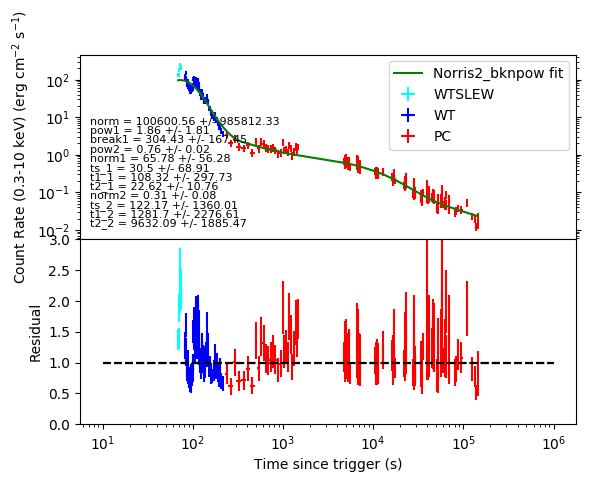 Count Rate (0.3-10 keV) (erg cm⁻² s⁻¹)
10²
10¹
10⁰
10⁻¹
10⁻²
Norris2_bknpow fit
WTSLEW
WT
PC
norm = 100600.56 +/- 985812.33
pow1 = 1.86 +/- 1.81
break1 = 304.43 +/- 167.45
pow2 = 0.76 +/- 0.02
norm1 = 65.78 +/- 56.28
ts_1 = 30.5 +/- 68.91
t1_1 = 108.32 +/- 297.73
t2_1 = 22.62 +/- 10.76
norm2 = 0.31 +/- 0.08
ts_2 = 122.17 +/- 1360.01
t1_2 = 1281.7 +/- 2276.61
t2_2 = 9632.09 +/- 1885.47
Residual
3.0
2.5
2.0
1.5
1.0
0.5
0.0
10¹ 10² 10³ 10⁴ 10⁵ 10⁶
Time since trigger (s)